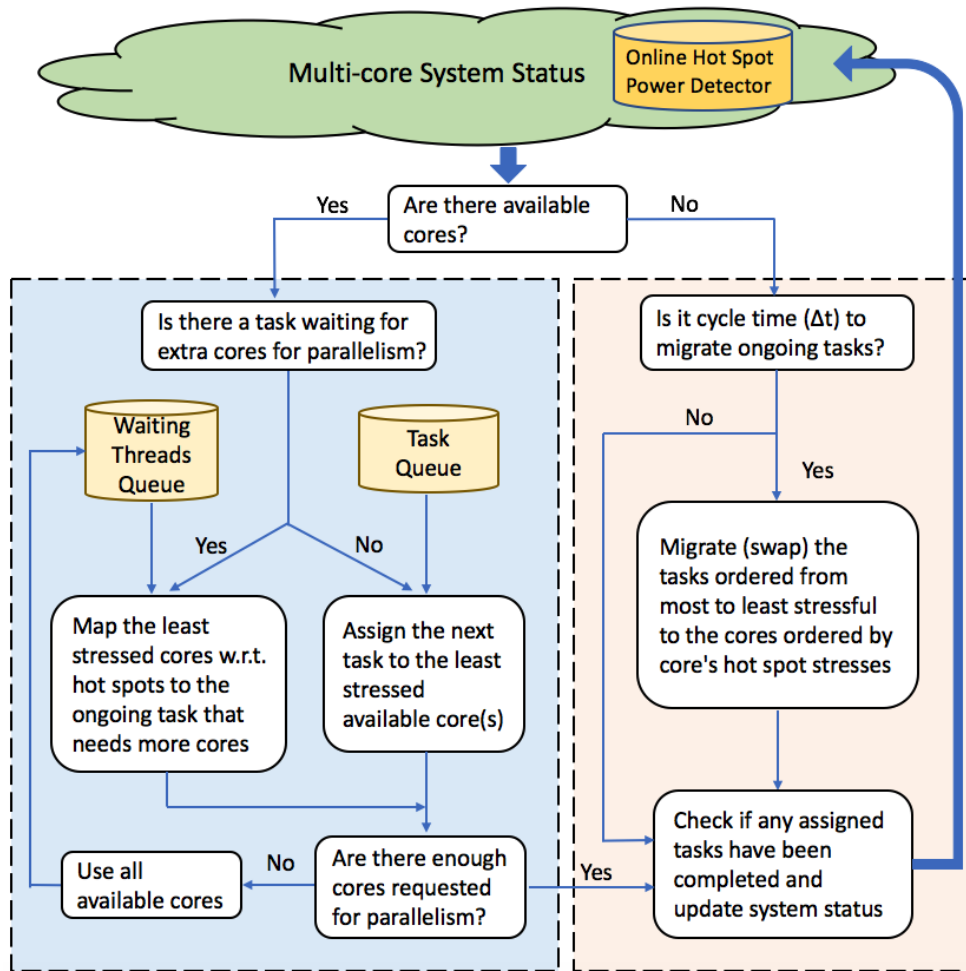 Multi-core System Status
Online Hot Spot
Power Detector
Yes
Are there available
cores?
No
Is there a task waiting for
extra cores for parallelism?
Waiting
Threads
Queue
Task
Queue
Yes
No
Map the least
stressed cores w.r.t.
hot spots to the
ongoing task that
needs more cores
Assign the next
task to the least
stressed
available core(s)
Use all
available cores
No
Are there enough
cores requested
for parallelism?
Yes
Is it cycle time (Δt) to
migrate ongoing tasks?
No
Yes
Migrate (swap) the
tasks ordered from
most to least stressful
to the cores ordered by
core's hot spot stresses
Check if any assigned
tasks have been
completed and
update system status